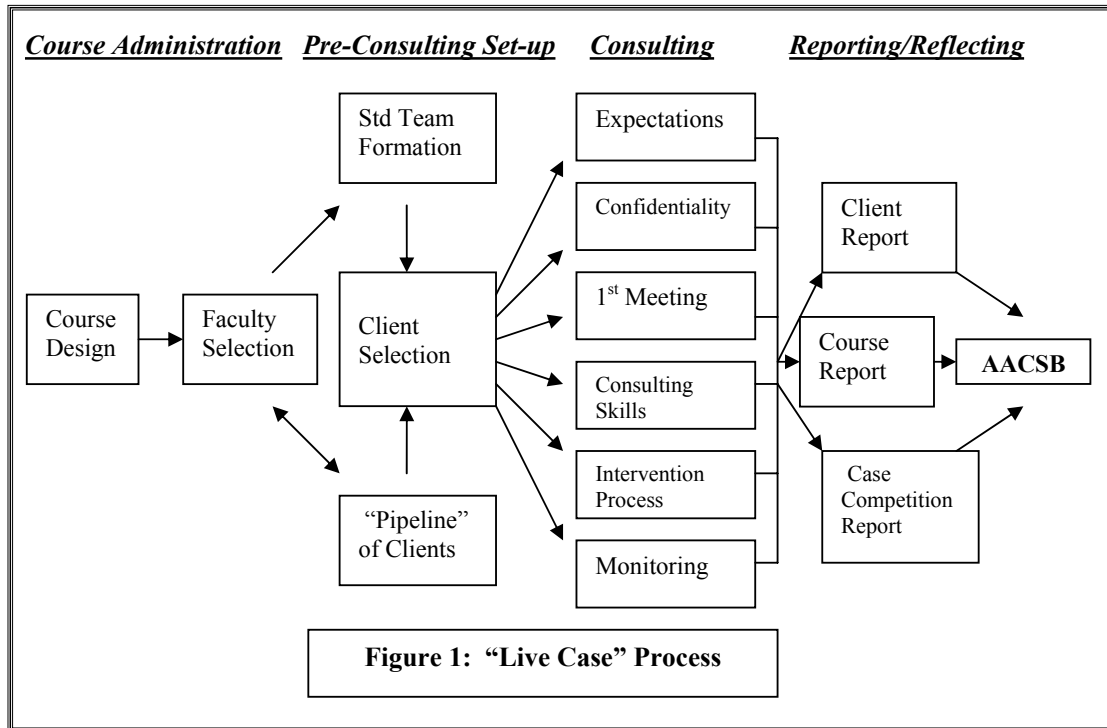 Course Administration
Pre-Consulting Set-up
Consulting
Reporting/Reflecting
Course
Design
Faculty
Selection
Std Team
Formation
Client
Selection
“Pipeline”
of Clients
Expectations
Confidentiality
1st Meeting
Consulting
Skills
Intervention
Process
Monitoring
Client
Report
Course
Report
Case
Competition
Report
AACSB
Figure 1: “Live Case” Process